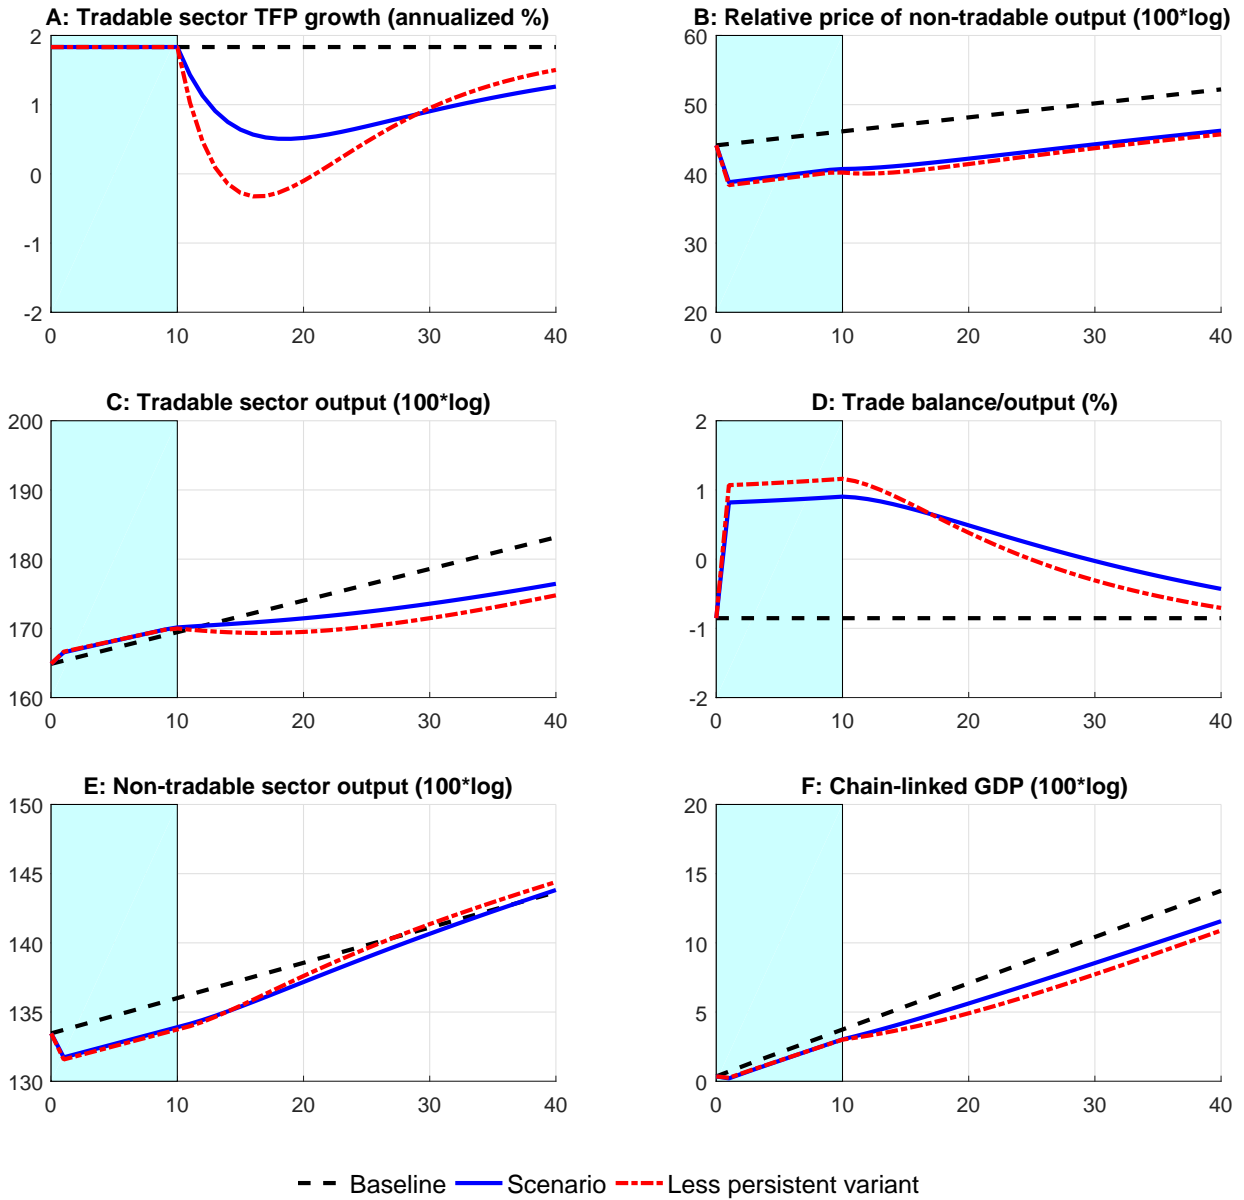 A: Tradable sector TFP growth (annualized %)
2
1
0
-1
-2
0 10 20 30 40
B: Relative price of non-tradable output (100*log)
60
50
40
30
20
0 10 20 30 40
C: Tradable sector output (100*log)
200
190
180
170
160
0 10 20 30 40
D: Trade balance/output (%)
2
1
0
-1
-2
0 10 20 30 40
E: Non-tradable sector output (100*log)
150
145
140
135
130
0 10 20 30 40
F: Chain-linked GDP (100*log)
20
15
10
5
0
0 10 20 30 40
Baseline Scenario Less persistent variant